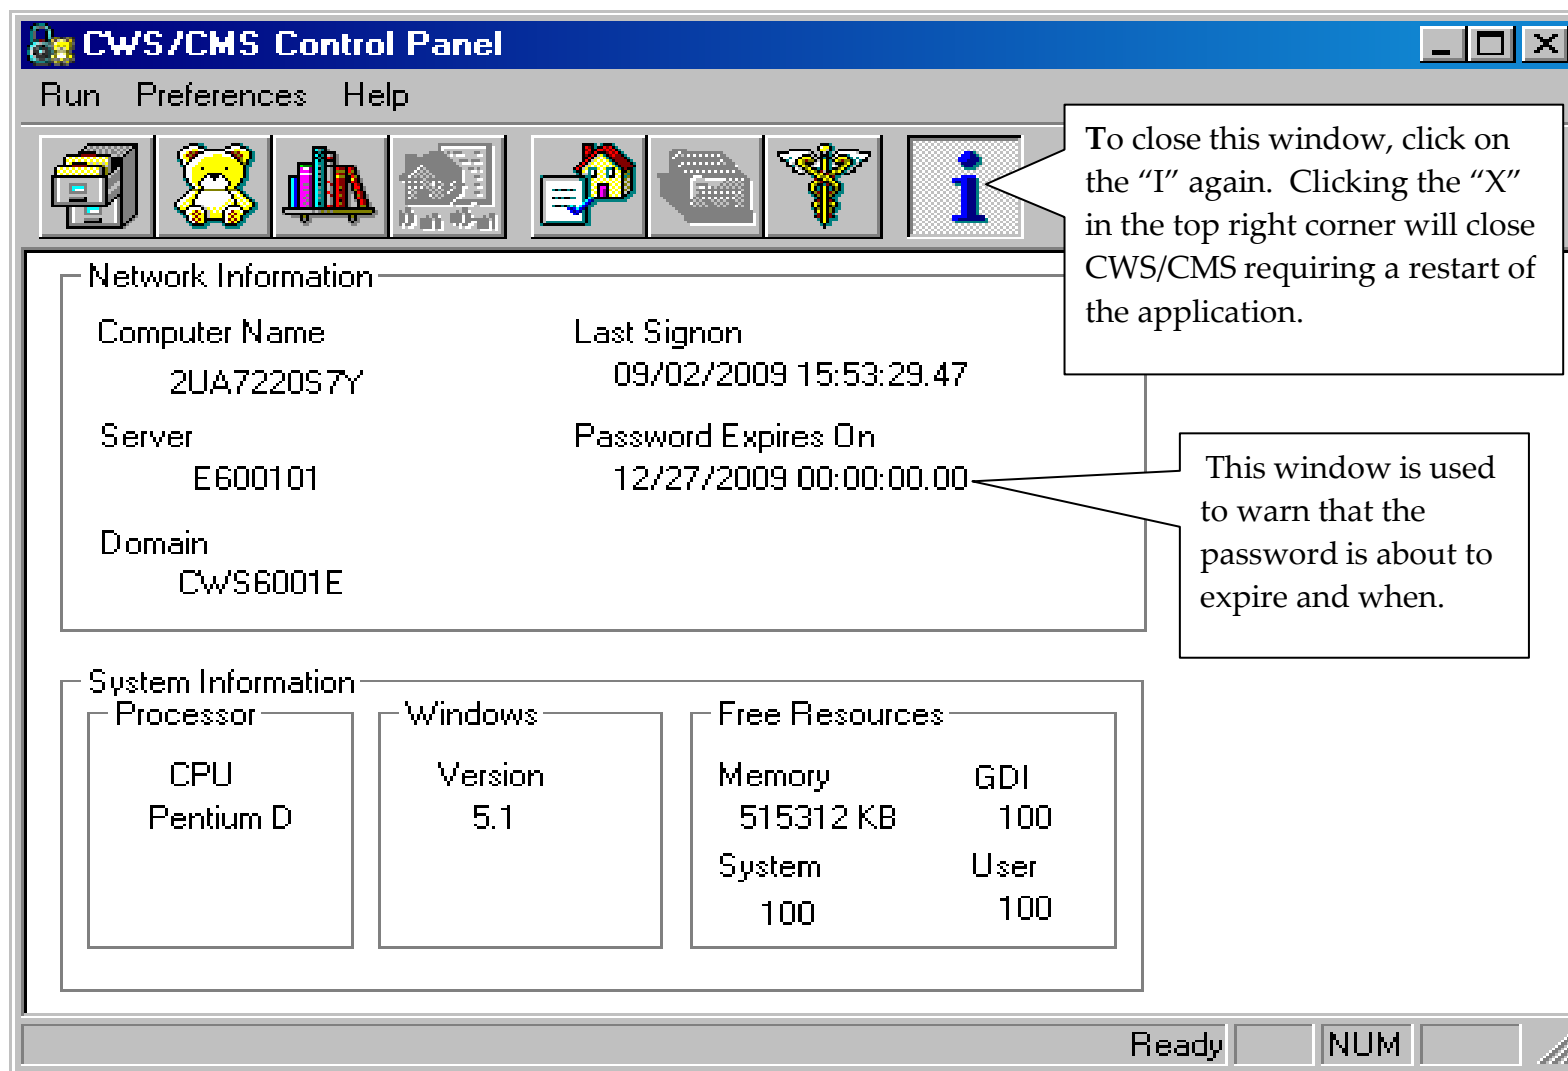 CWS/CMS Control Panel
Run Preferences Help
To close this window, click on
the “I” again. Clicking the “X”
in the top right corner will close
CWS/CMS requiring a restart of
the application.
Network Information
Computer Name
2UA7220S7Y
Last Signon
09/02/2009 15:53:29.47
Server
E600101
Password Expires On
12/27/2009 00:00:00.00
Domain
CWS6001E
This window is used
to warn that the
password is about to
expire and when.
System Information
Processor
CPU
Pentium D
Windows
Version
5.1
Free Resources
Memory
515312 KB
GDI
100
System
100
User
100
Ready
NUM